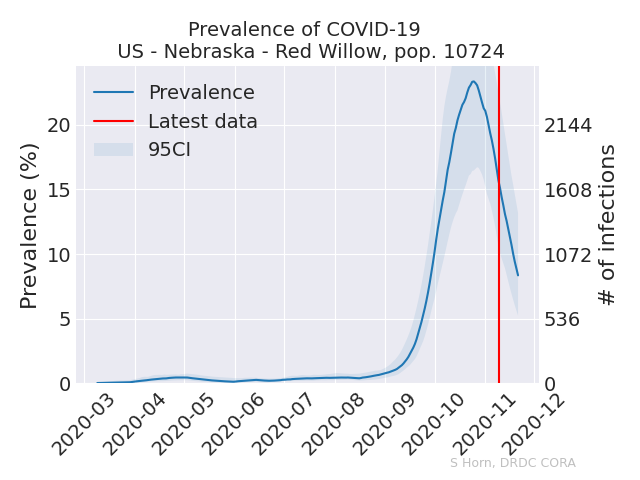 Prevalence of COVID-19
US - Nebraska - Red Willow, pop. 10724
Prevalence
Latest data
95CI
Prevalence (%)
20
15
10
5
0
2144
1608
1072
536
0
# of infections
2020-03
2020-04
2020-05
2020-06
2020-07
2020-08
2020-09
2020-10
2020-11
2020-12
S Horn, DRDC CORA